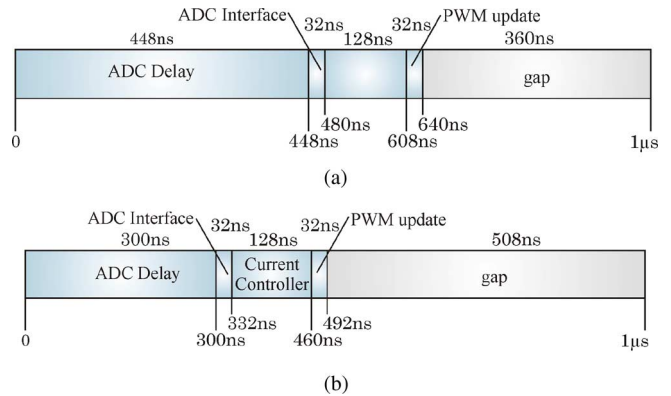 ADC Interface
32ns
32ns
PWM update
448ns
128ns
360ns
ADC Delay
gap
480ns
640ns
0
448ns
608ns
1μs
(a)
ADC Interface
32ns
32ns
PWM update
300ns
128ns
508ns
ADC Delay
Current
Controller
gap
332ns
492ns
0
300ns
460ns
1μs
(b)